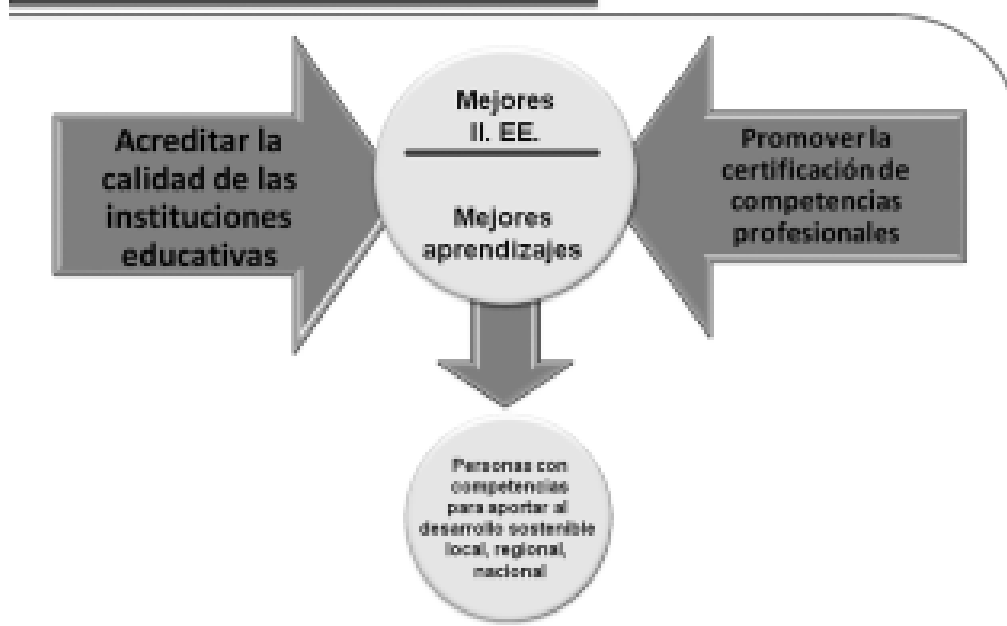 Acreditar la
calidad de las
instituciones
educativas
Mejores
II. EE.
Mejores
aprendizajes
Promover la
certificación de
competencias
profesionales
Personas con
competencias
para aportar al
desarrollo sostenible
local, regional,
nacional